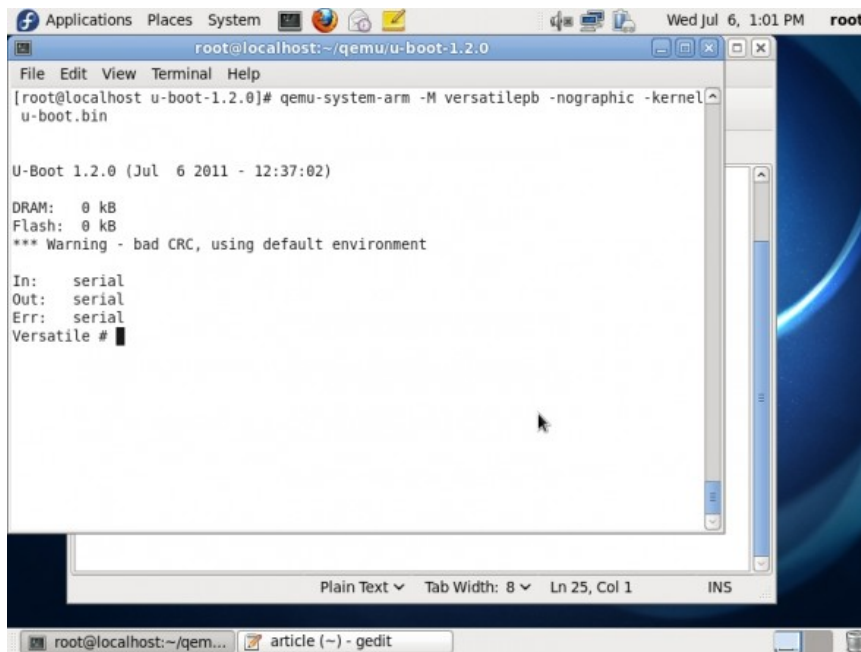 Applications Places System Wed Jul 6, 1:01 PM root
root@localhost:~/qemu/u-boot-1.2.0
File Edit View Terminal Help
[root@localhost u-boot-1.2.0]# qemu-system-arm -M versatilepb -nographic -kernel
u-boot.bin
U-Boot 1.2.0 (Jul 6 2011 - 12:37:02)
DRAM: 0 kB
Flash: 0 kB
*** Warning - bad CRC, using default environment
In: serial
Out: serial
Err: serial
Versatile #
Plain Text Tab Width: 8 Ln 25, Col 1 INS
root@localhost:~/qem... article (~) - gedit